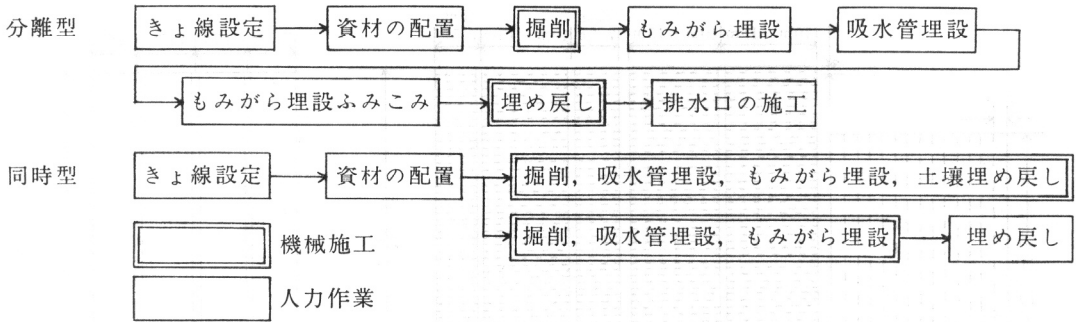 分離型 きょ線設定 資材の配置 掘削 もみがら埋設 吸水管埋設
もみがら埋設ふみこみ 埋め戻し 排水口の施工
同時型 きょ線設定 資材の配置 掘削，吸水管埋設，もみがら埋設，土壌埋め戻し
掘削，吸水管埋設，もみがら埋設 埋め戻し
機械施工
人力作業